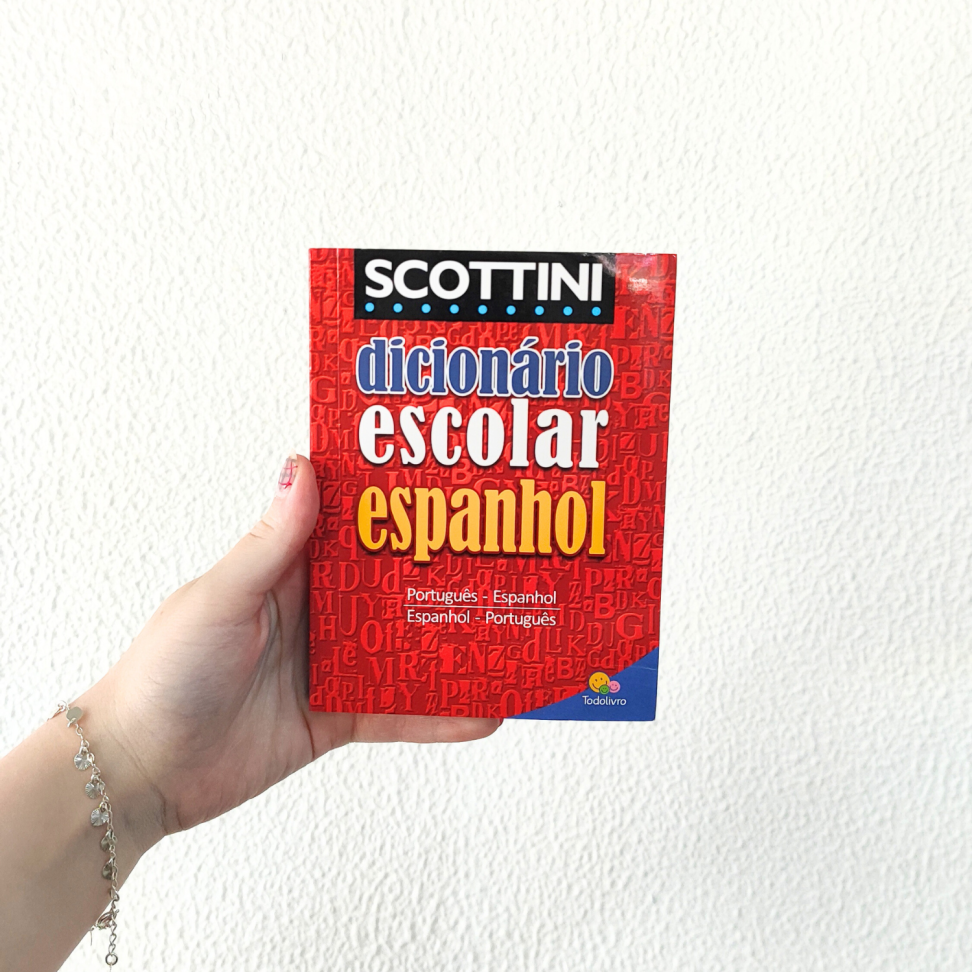 SCOTTINI
dicionário
escolar
espanhol
Português - Espanhol
Espanhol - Português
Todolivro